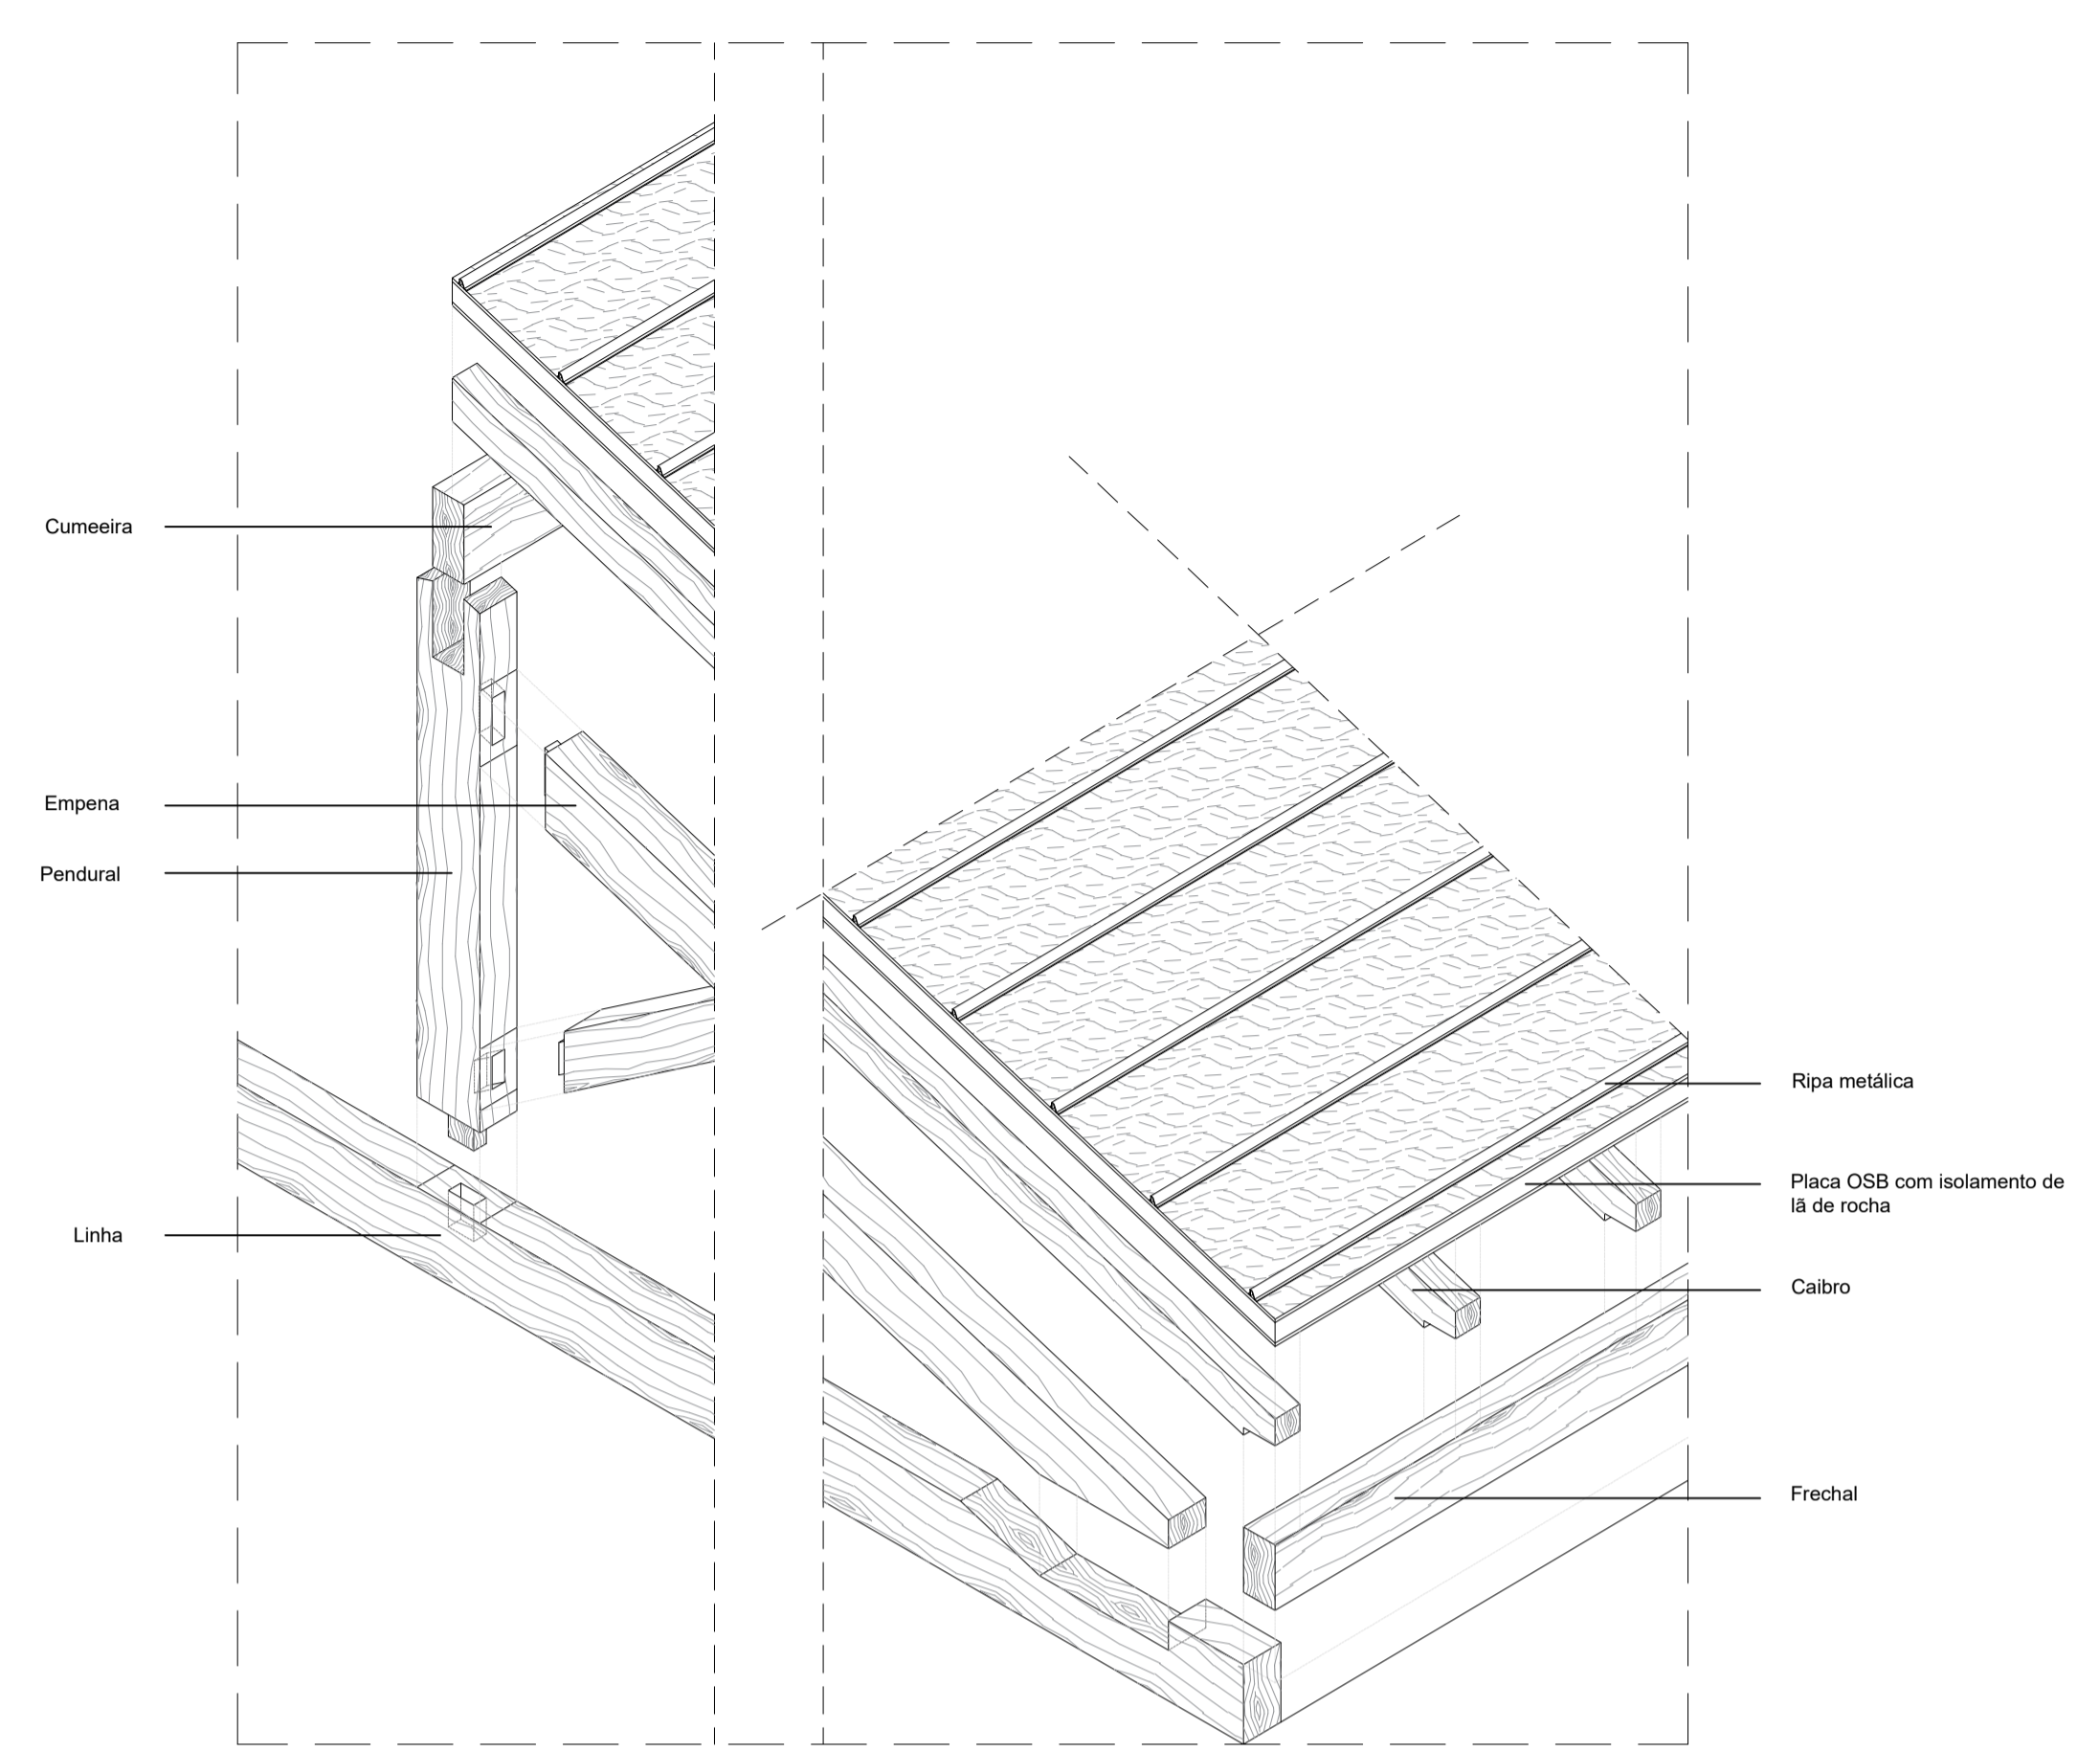 Cumeeira
Empena
Pendural
Linha
Ripa metálica
Placa OSB com isolamento de
lã de rocha
Caibro
Frechal